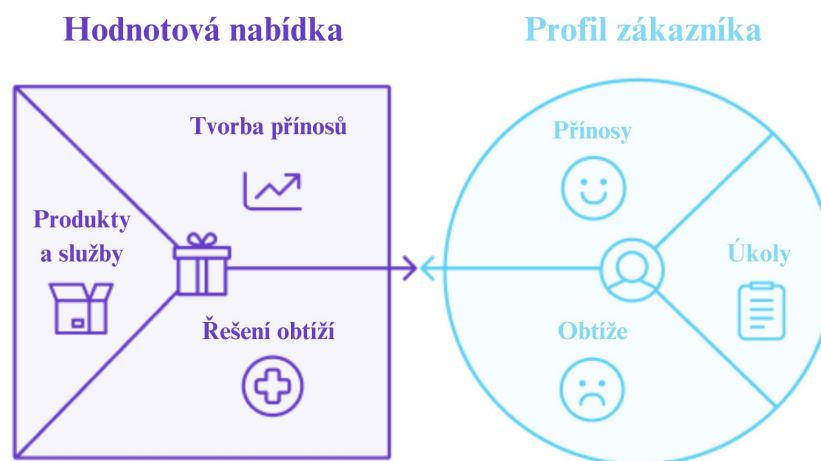 Hodnotová nabídka
Profil zákazníka
Tvorba přínosů
Přínosy
Produkty
a služby
Úkoly
Řešení obtíží
Obtíže